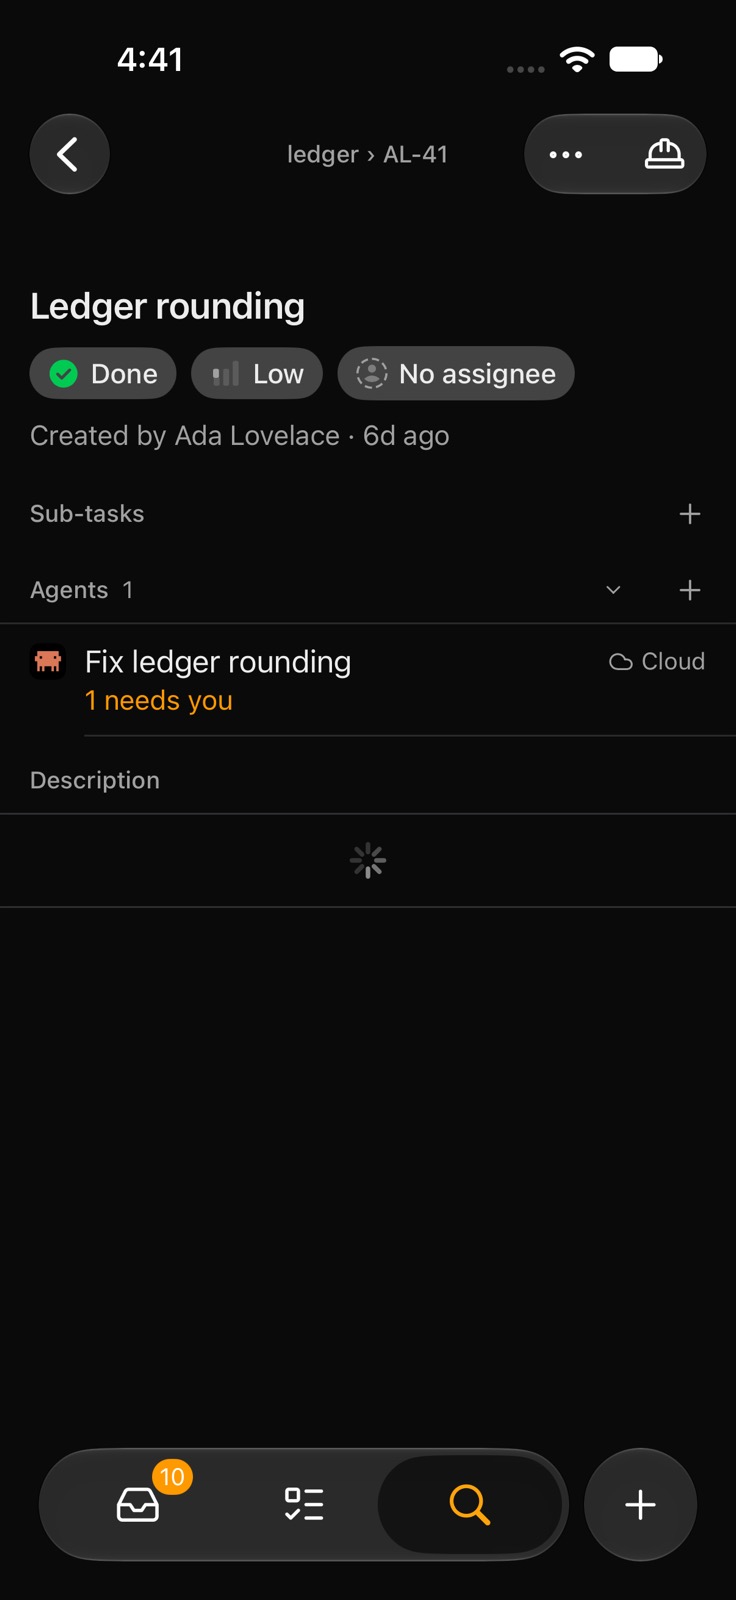 4:41
ledger › AL-41
Ledger rounding
Done
Low
No assignee
Created by Ada Lovelace · 6d ago
Sub-tasks
Agents 1
Fix ledger rounding
Cloud
1 needs you
Description
10